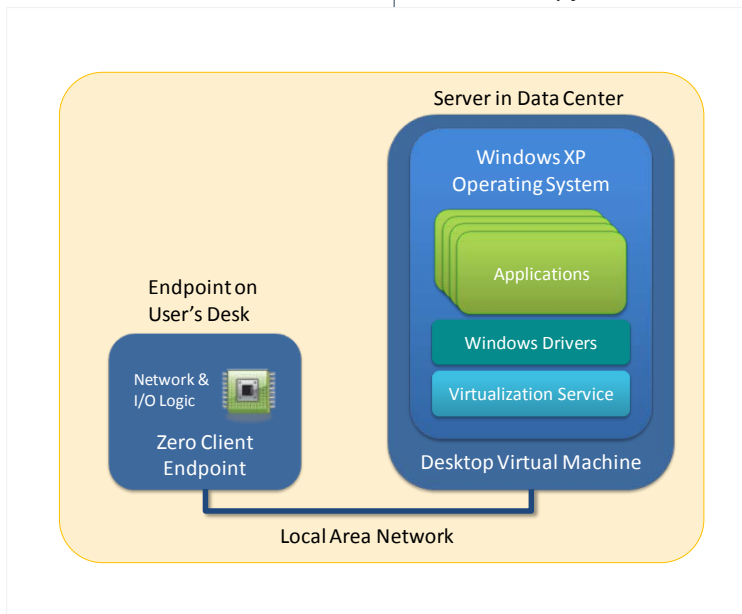 Server in Data Center
Windows XP
Operating System
Applications
Windows Drivers
Virtualization Service
Desktop Virtual Machine
Endpoint on
User's Desk
Network &
I/O Logic
Zero Client
Endpoint
Local Area Network